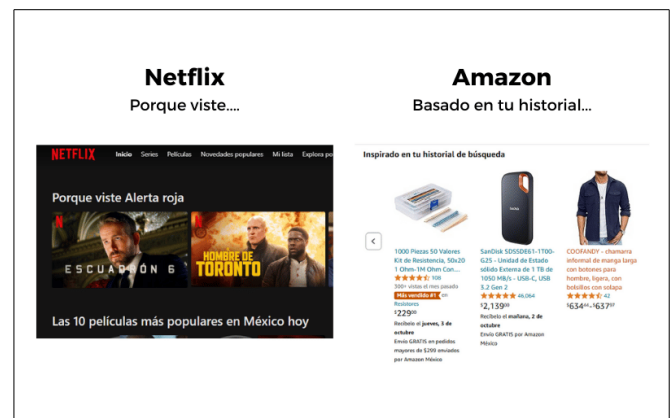 Netflix
Porque viste....
Amazon
Basado en tu historial...
NETFLIX
Inicio Series Películas Novedades populares Mi lista Explora po
Porque viste Alerta roja
N
ESCUADRÓN 6
N
HOMBRE DE
TORONTO
Las 10 películas más populares en México hoy
Inspirado en tu historial de búsqueda
1000 Piezas 50 Valores
Kit de Resistencia, 50x20
1 Ohm-1M Ohm Con...
108
300+ vistas el mes pasado
Más vendido #1 en
Resistores
$22900
Recíbelo el jueves, 3 de
octubre
Envío GRATIS en pedidos
mayores de $299 enviados
por Amazon México
SanDisk SDSSDE61-1T00-
G25 - Unidad de Estado
sólido Externa de 1 TB de
1050 MB/s - USB-C, USB
3.2 Gen 2
46,064
$2,13900
Recíbelo el mañana, 2 de
octubre
Envío GRATIS por Amazon
México
COOFANDY - chamarra
informal de manga larga
con botones para
hombre, ligera, con
bolsillos con solapa
42